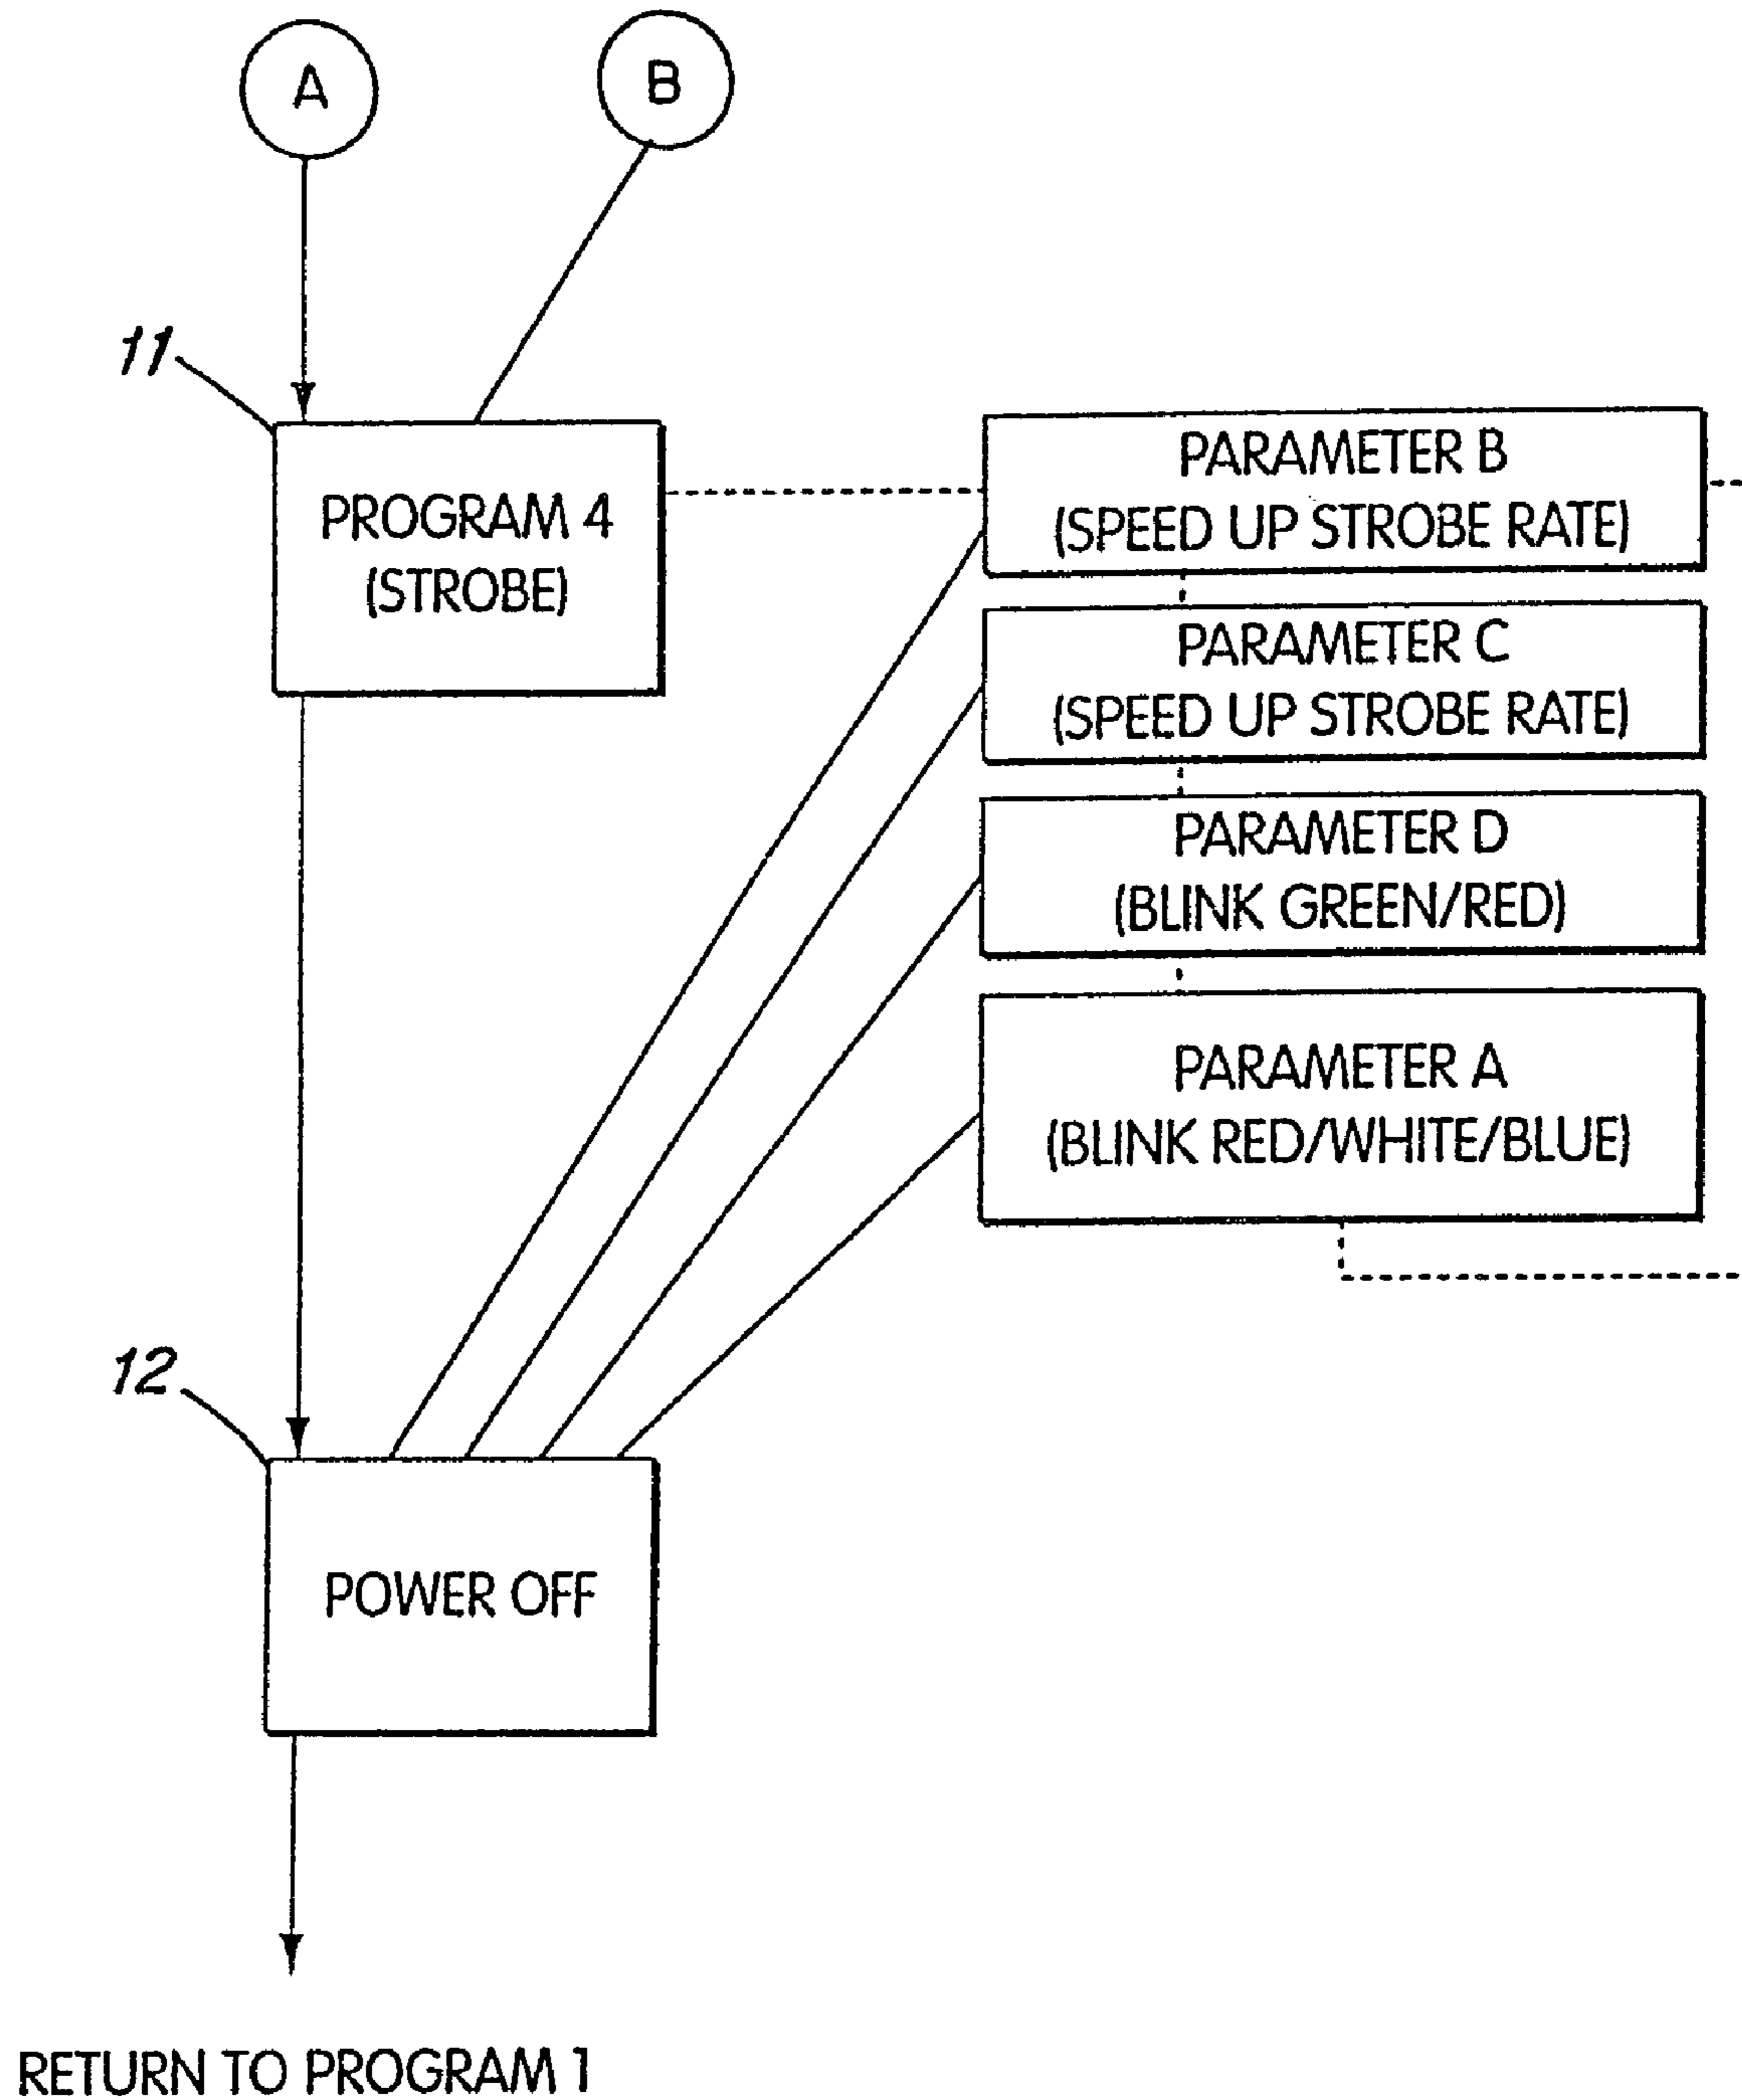 A
B
11
PROGRAM 4
(STROBE)
PARAMETER B
(SPEED UP STROBE RATE)
PARAMETER C
(SPEED UP STROBE RATE)
PARAMETER D
(BLINK GREEN/RED)
PARAMETER A
(BLINK RED/WHITE/BLUE)
12
POWER OFF
RETURN TO PROGRAM 1